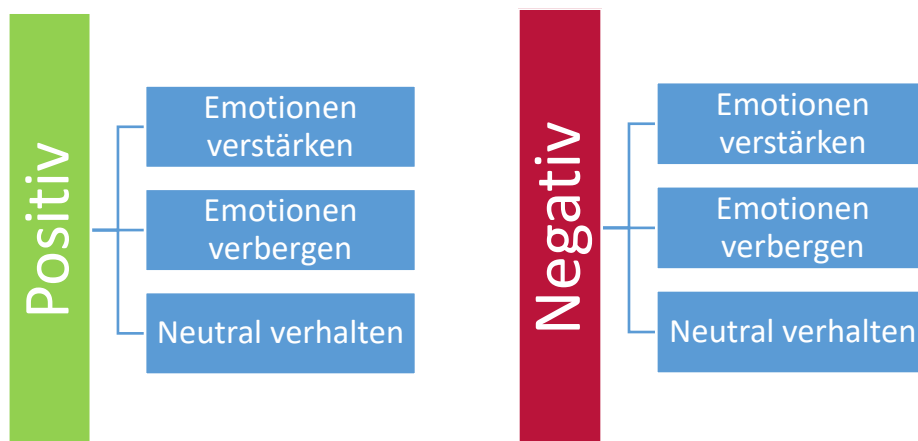 Positiv
Emotionen
verstärken
Emotionen
verbergen
Neutral verhalten
Negativ
Emotionen
verstärken
Emotionen
verbergen
Neutral verhalten